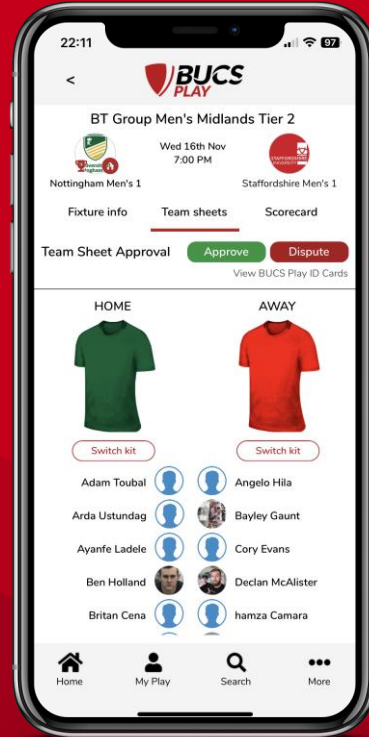 22:11
97
<
BUCS
PLAY
BT Group Men's Midlands Tier 2
Wed 16th Nov
7:00 PM
Nottingham Men's 1
Staffordshire Men's 1
Fixture info Team sheets Scorecard
Team Sheet Approval Approve Dispute
View BUCS Play ID Cards
HOME AWAY
Switch kit Switch kit
Adam Toubal Angelo Hila
Arda Ustundag Bayley Gaunt
Ayanfe Ladele Cory Evans
Ben Holland Declan McAlister
Britan Cena hamza Camara
Home My Play Search More